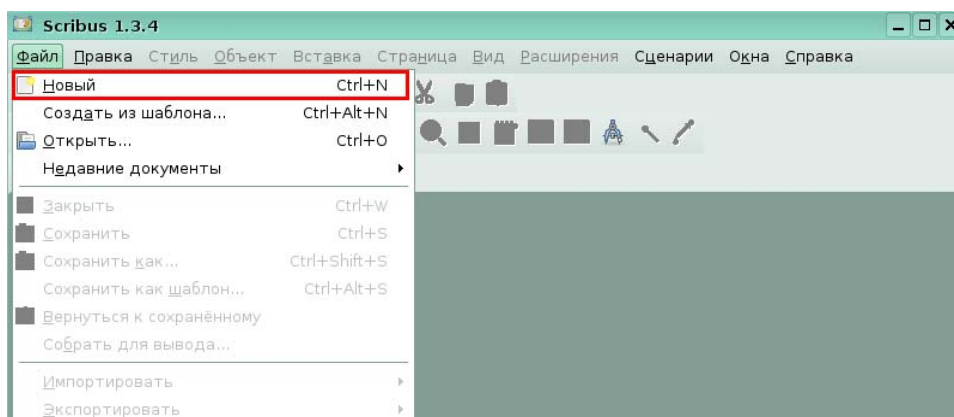 Scribus 1.3.4
Файл Правка Стиль Объект Вставка Страница Вид Расширения Сценарии Окна Справка
Новый Ctrl+N
Создать из шаблона... Ctrl+Alt+N
Открыть... Ctrl+O
Недавние документы
Закрыть Ctrl+W
Сохранить Ctrl+S
Сохранить как... Ctrl+Shift+S
Сохранить как шаблон... Ctrl+Alt+S
Вернуться к сохранённому
Собрать для вывода...
Импортировать
Экспортировать